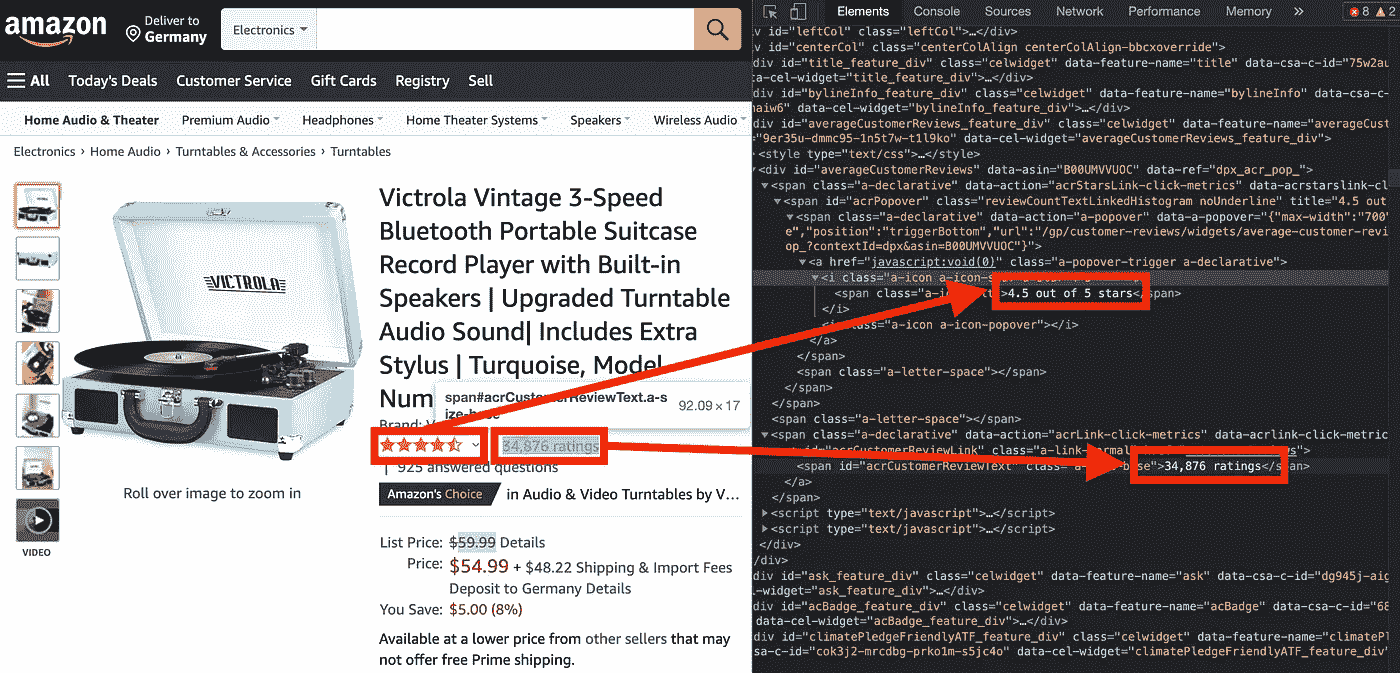 amazon
Deliver to
Germany
Electronics
All
Today's Deals
Customer Service
Gift Cards
Registry
Sell
Home Audio & Theater
Premium Audio
Headphones
Home Theater Systems
Speakers
Wireless Audio
Electronics › Home Audio › Turntables & Accessories › Turntables
VICTROLA
Roll over image to zoom in
VIDEO
Victrola Vintage 3-Speed
Bluetooth Portable Suitcase
Record Player with Built-in
Speakers | Upgraded Turntable
Audio Sound| Includes Extra
Stylus | Turquoise, Model
Num
span#acrCustomerReviewText.a-s
ize-base
92.09 × 17
Brand: V
34,876 ratings
| 925 answered questions
Amazon's Choice in Audio & Video Turntables by V…
List Price: $59.99 Details
Price: $54.99 + $48.22 Shipping & Import Fees
Deposit to Germany Details
You Save: $5.00 (8%)
Available at a lower price from other sellers that may
not offer free Prime shipping.
Elements
Console
Sources
Network
Performance
Memory
»
8
2
iv id="leftCol" class="leftCol">…</div>
iv id="centerCol" class="centerColAlign centerColAlign-bbcxoverride">
div id="title_feature_div" class="celwidget" data-feature-name="title" data-csa-c-id="75w2au
ca-cel-widget="title_feature_div">…</div>
div id="bylineInfo_feature_div" class="celwidget" data-feature-name="bylineInfo" data-csa-c-
naiw6" data-cel-widget="bylineInfo_feature_div">…</div>
div id="averageCustomerReviews_feature_div" class="celwidget" data-feature-name="averageCust
="9er35u-dmmc95-1n5t7w-t1l9ko" data-cel-widget="averageCustomerReviews_feature_div">
<style type="text/css">…</style>
<div id="averageCustomerReviews" data-asin="B00UMVVUOC" data-ref="dpx_acr_pop_">
<span class="a-declarative" data-action="acrStarsLink-click-metrics" data-acrstarslink-cl
<span id="acrPopover" class="reviewCountTextLinkedHistogram noUnderline" title="4.5 out
<span class="a-declarative" data-action="a-popover" data-a-popover="{"max-width":"700"
e","position":"triggerBottom","url":"/gp/customer-reviews/widgets/average-customer-revi
op_?contextId=dpx&asin=B00UMVVUOC"}">
<a href="javascript:void(0)" class="a-popover-trigger a-declarative">
<i class="a-icon a-icon-s
<span class="a-i >4.5 out of 5 stars</span>
</i>
class="a-icon a-icon-popover"></i>
</a>
</span>
<span class="a-letter-space"></span>
</span>
</span>
<span class="a-letter-space"></span>
<span class="a-declarative" data-action="acrLink-click-metrics" data-acrlink-click-metric
id="acrCustomerReviewLink" class="a-link-normal
<span id="acrCustomerReviewText" class= base">34,876 ratings</span>
</a>
</span>
<script type="text/javascript">…</script>
<script type="text/javascript">…</script>
</div>
/div>
div id="ask_feature_div" class="celwidget" data-feature-name="ask" data-csa-c-id="dg945j-aig
l-widget="ask_feature_div">…</div>
div id="acBadge_feature_div" class="celwidget" data-feature-name="acBadge" data-csa-c-id="68
data-cel-widget="acBadge_feature_div">…</div>
div id="climatePledgeFriendlyATF_feature_div" class="celwidget" data-feature-name="climatePl
sa-c-id="cok3j2-mrcdbg-prko1m-s5jc4o" data-cel-widget="climatePledgeFriendlyATF_feature_div"